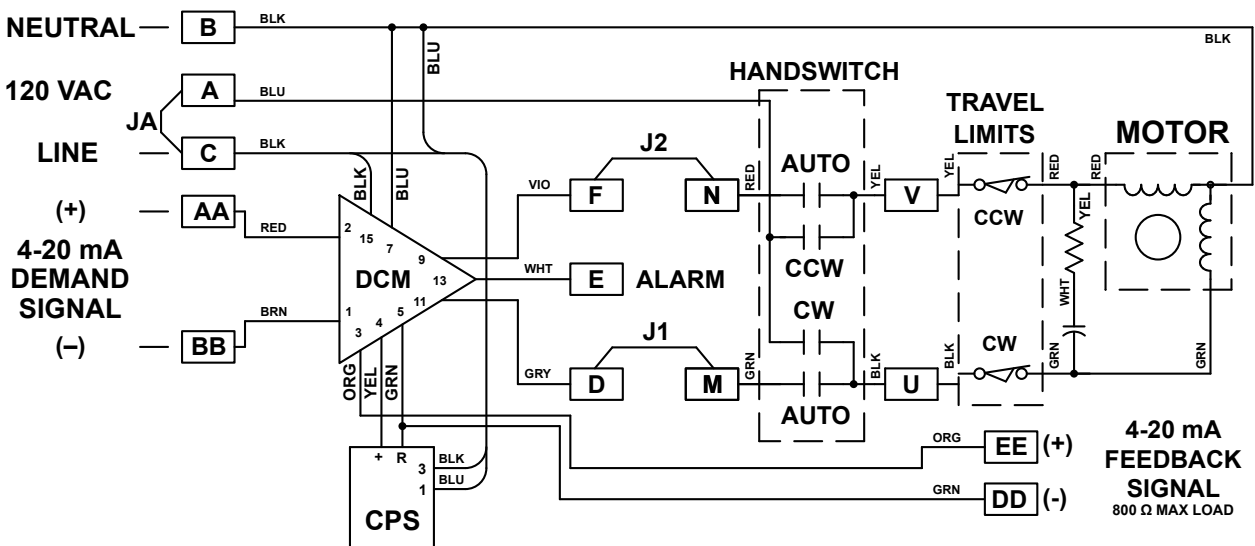 NEUTRAL B BLK
BLU
BLK
120 VAC A BLU
JA
LINE C BLK
BLK
BLU
(+) AA RED
4-20 mA
DEMAND
SIGNAL
(–) BB BRN
2
15
7
9
DCM
13
11
1
3
4
5
ORG
YEL
GRN
+ R
3 BLK
1 BLU
CPS
VIO F J2 N RED
WHT E ALARM
GRY D J1 M GRN
HANDSWITCH
AUTO
CCW
CW
AUTO
YEL V YEL
BLK U BLK
TRAVEL
LIMITS
CCW
CW
RED
YEL
WHT
GRN
MOTOR
RED
GRN
ORG EE (+)
GRN DD (-)
4-20 mA
FEEDBACK
SIGNAL
800 Ω MAX LOAD